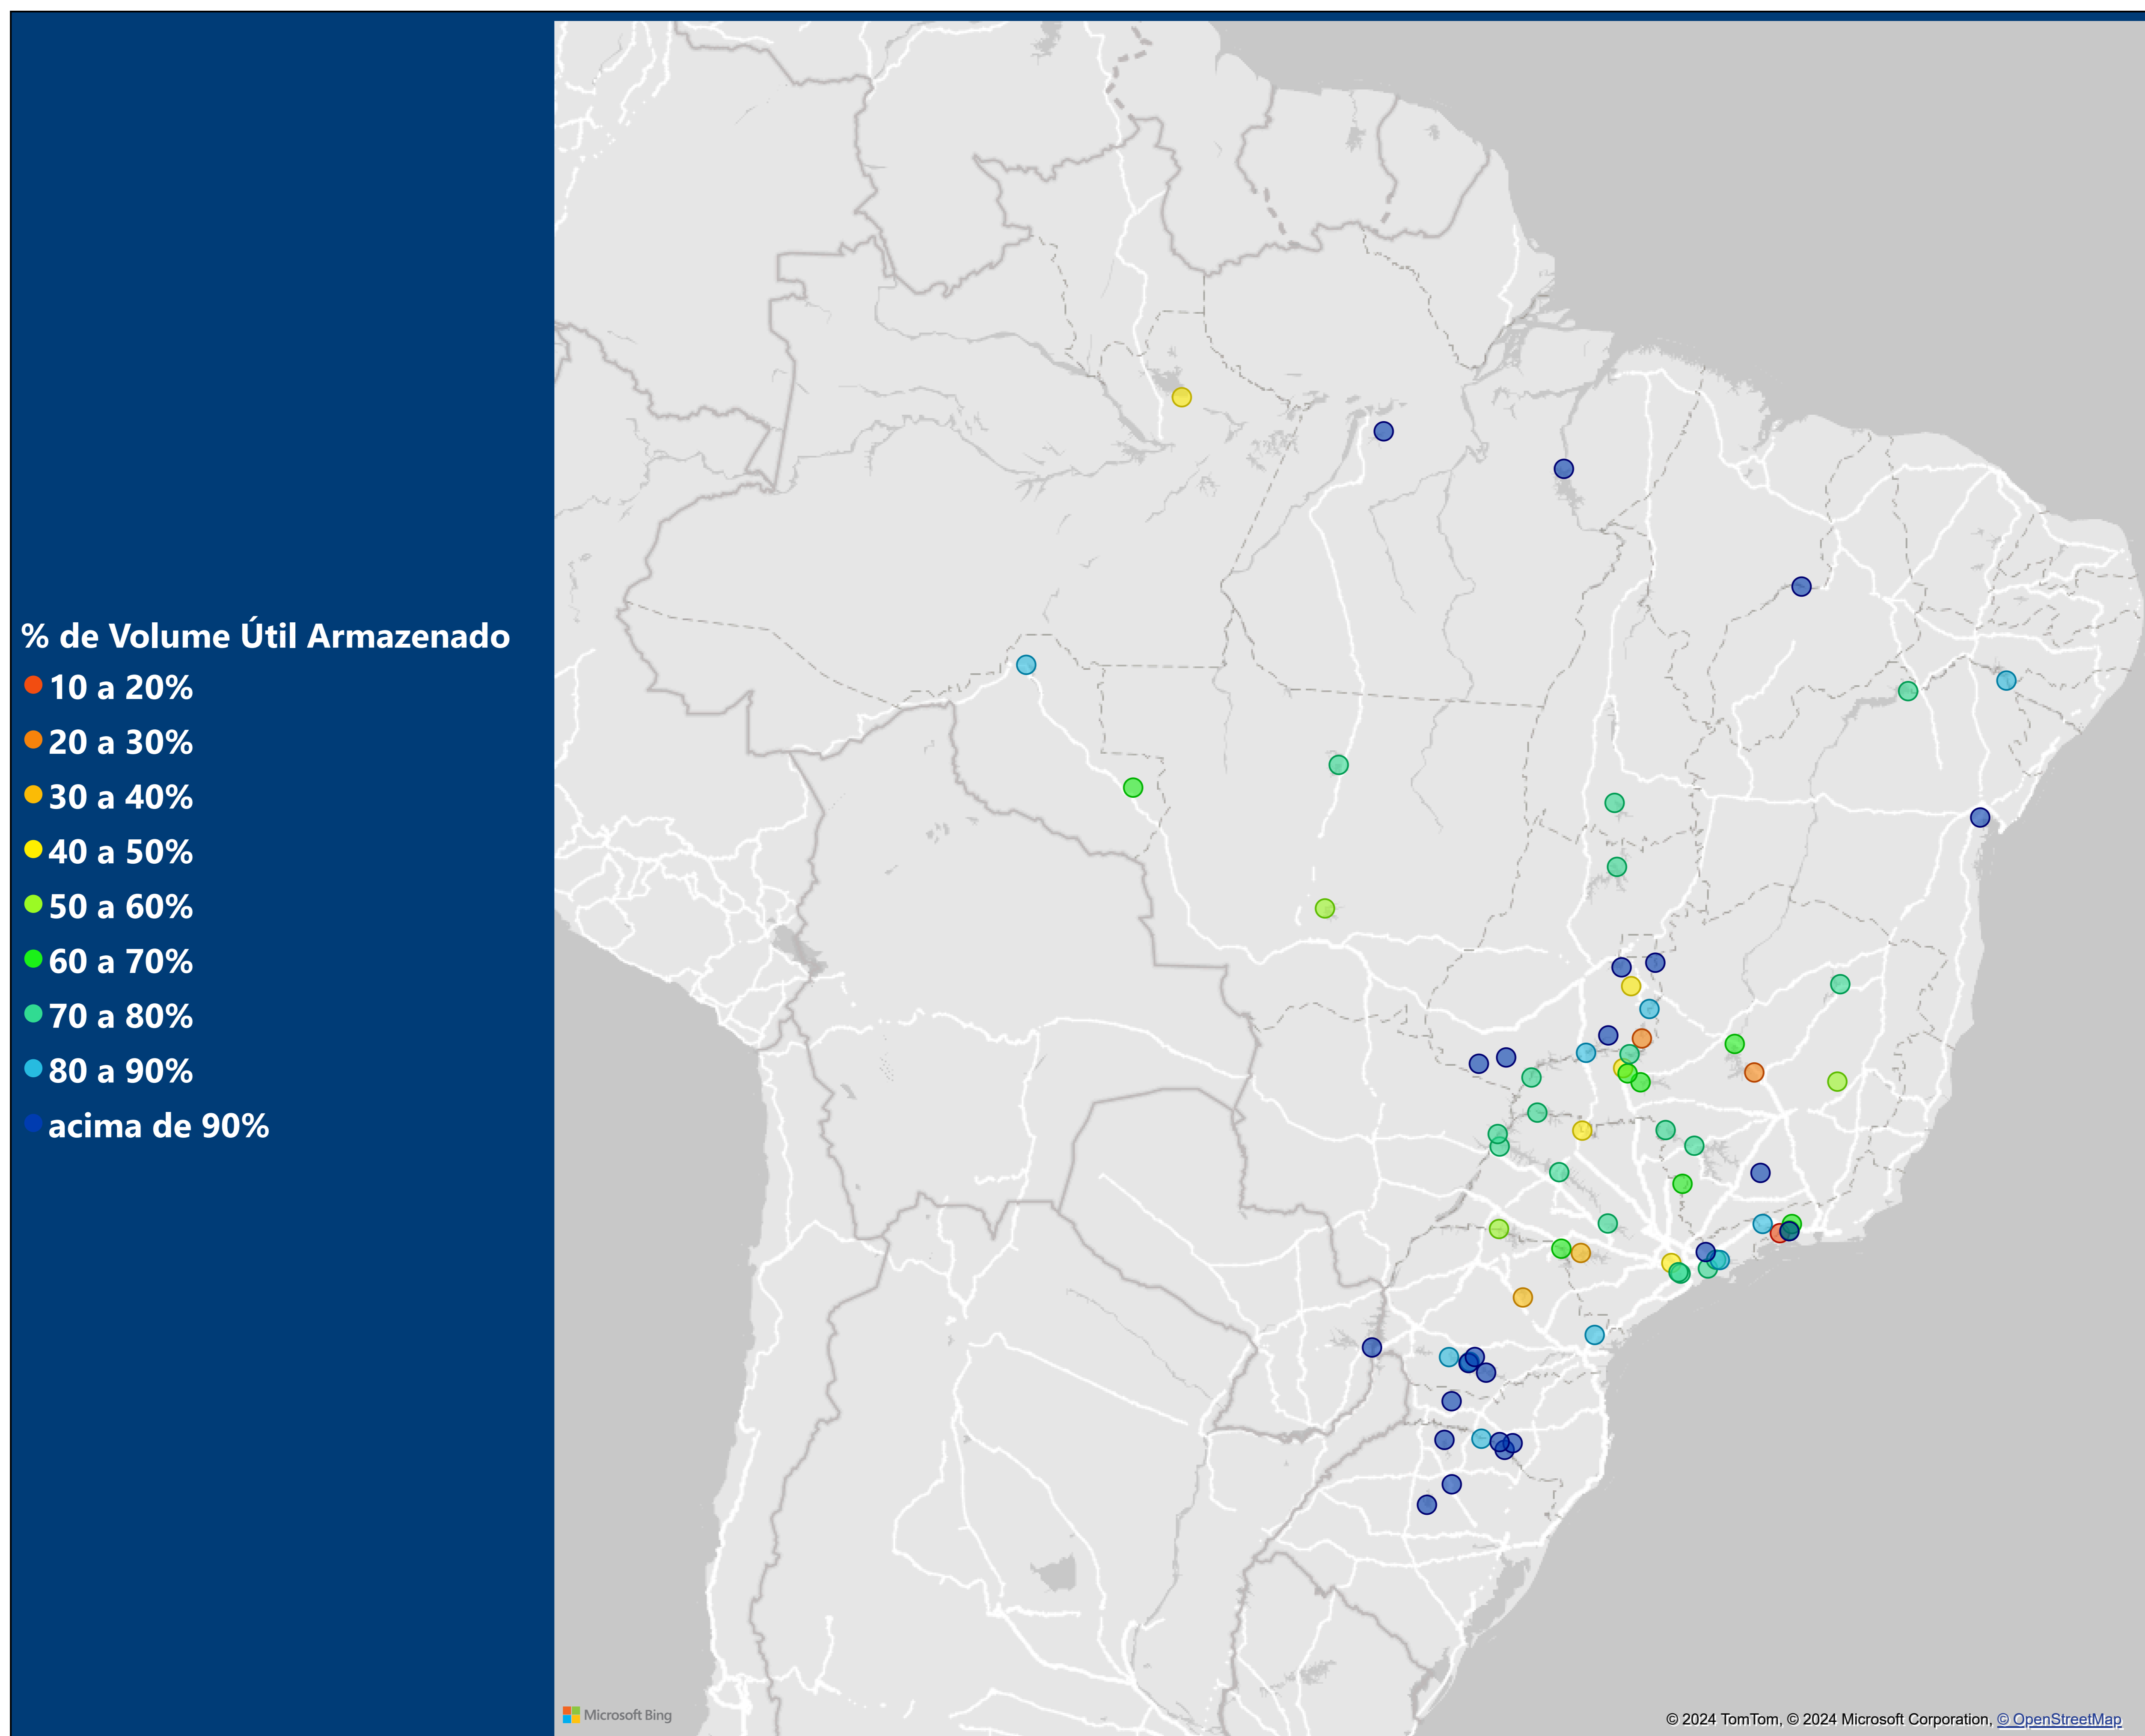 % de Volume Útil Armazenado
10 a 20%
20 a 30%
30 a 40%
40 a 50%
50 a 60%
60 a 70%
70 a 80%
80 a 90%
acima de 90%
Microsoft Bing
© 2024 TomTom, © 2024 Microsoft Corporation, © OpenStreetMap